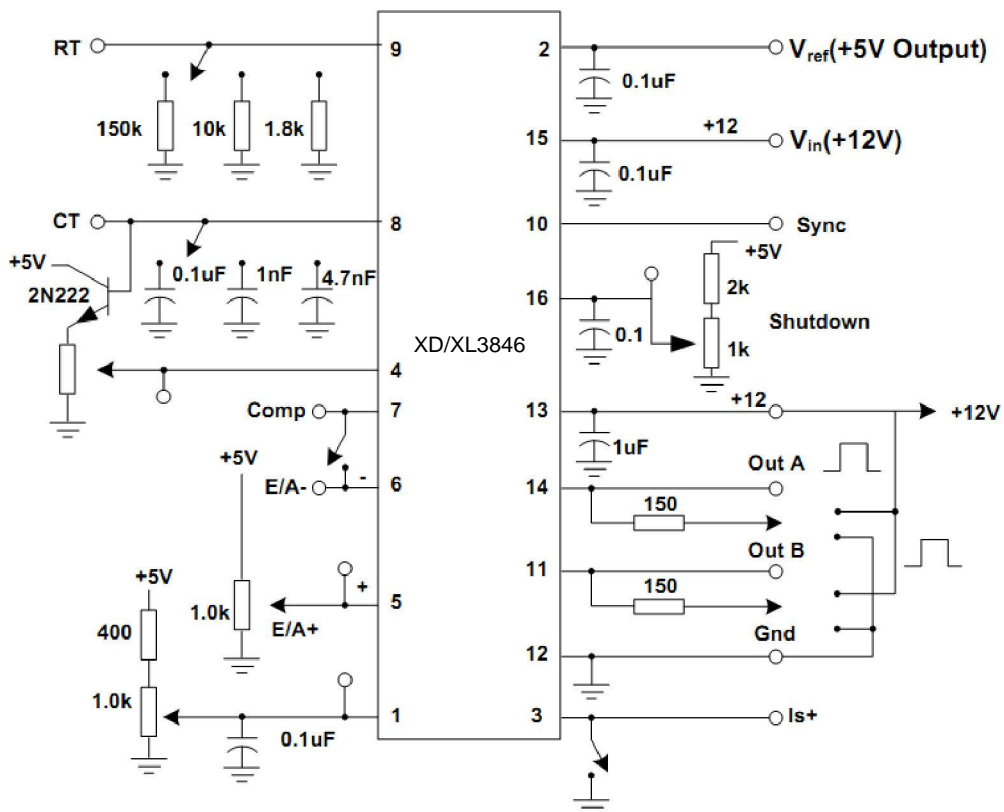 RT
9
150k
10k
1.8k
CT
8
+5V
2N222
0.1uF
1nF
4.7nF
4
Comp
7
+5V
-
E/A-
6
+
5
1.0k
E/A+
+5V
400
1.0k
0.1uF
1
XD/XL3846
2
Vref(+5V Output)
0.1uF
15
+12
Vin(+12V)
0.1uF
10
Sync
+5V
16
2k
0.1
Shutdown
1k
13
+12
+12V
1uF
Out A
14
150
Out B
11
150
Gnd
12
3
Is+